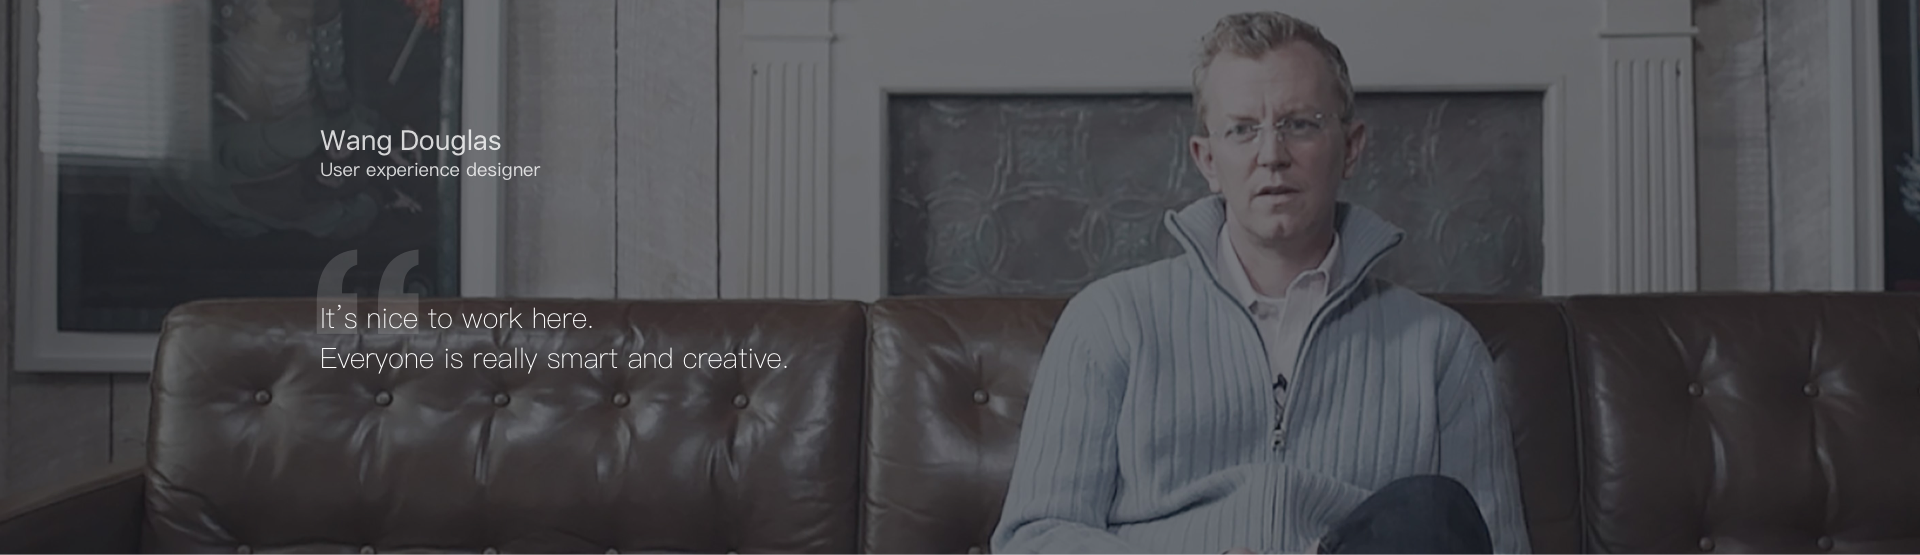 Wang Douglas
User experience designer
“
It’s nice to work here.
Everyone is really smart and creative.